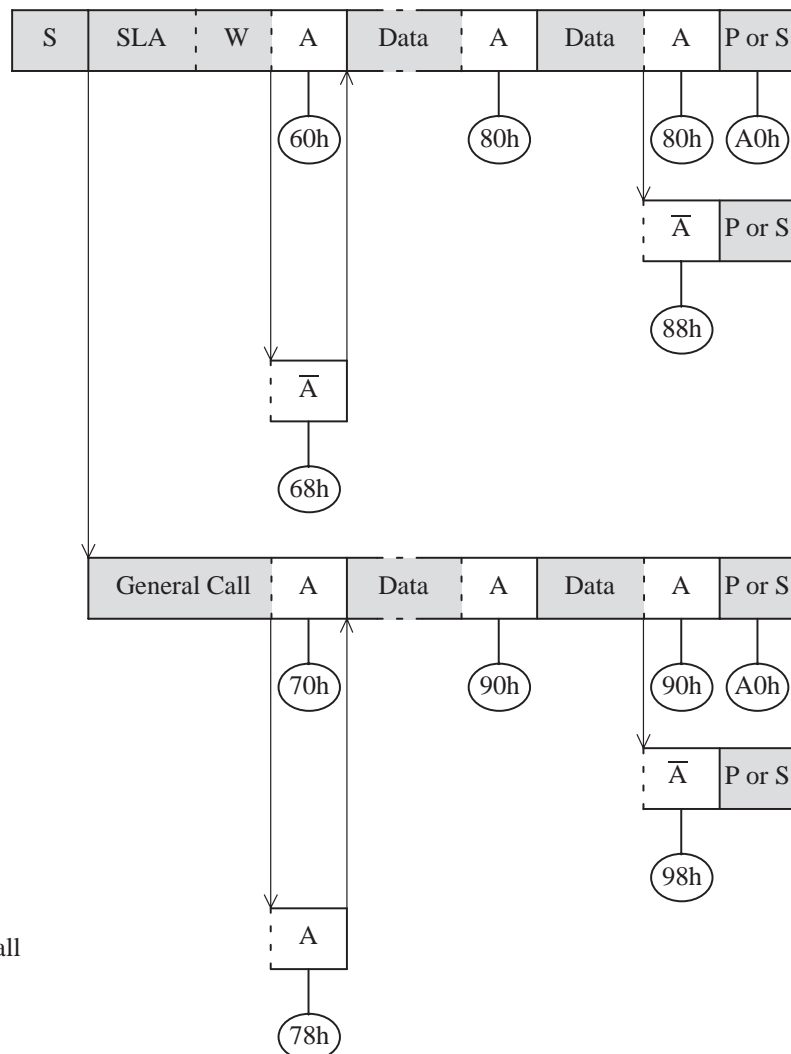 S SLA W A Data A Data A P or S
60h 80h 80h A0h
A̅ P or S
88h
A̅
68h
General Call A Data A Data A P or S
70h 90h 90h A0h
A̅ P or S
98h
A
all
78h